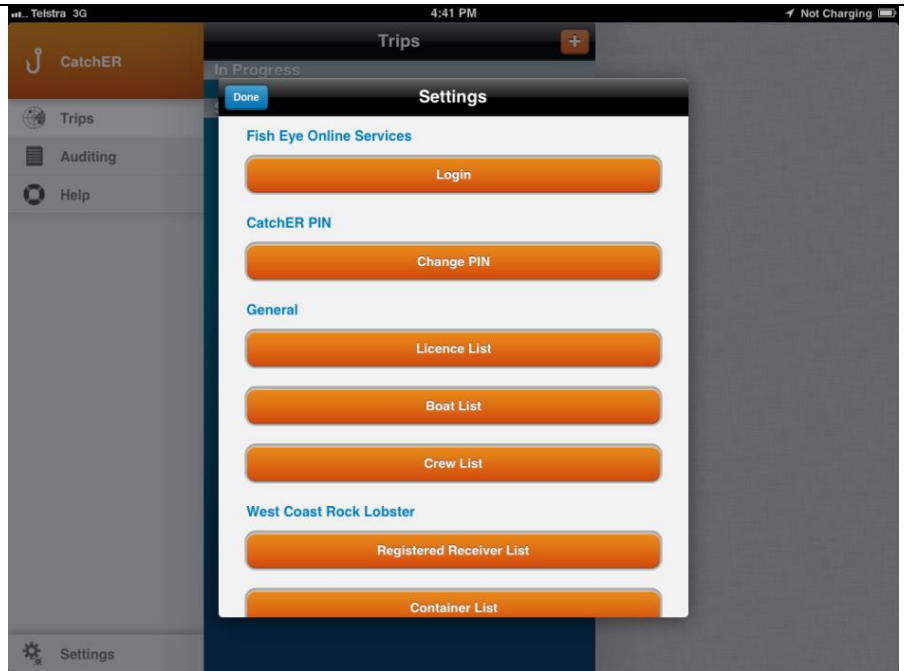 Telstra 3G 4:41 PM Not Charging
CatchER
Trips
In Progress
Trips
Auditing
Help
Done
Settings
Fish Eye Online Services
Login
CatchER PIN
Change PIN
General
Licence List
Boat List
Crew List
West Coast Rock Lobster
Registered Receiver List
Container List
Settings